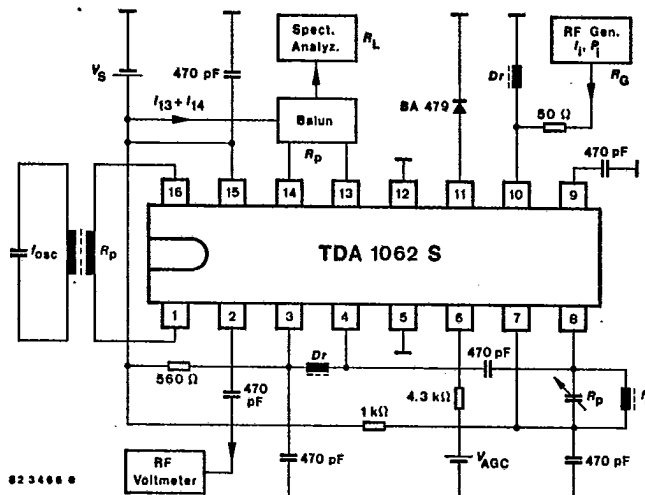 Spect.
Analyz.
R_L
RF Gen.
f_i, P_i
V_S
470 pF
Dr
R_G
I_13 + I_14
Balun
BA 479
50 Ω
R_p
470 pF
16
15
14
13
12
11
10
9
f_osc
R_p
TDA 1062 S
1
2
3
4
5
6
7
8
560 Ω
Dr
470 pF
470
pF
4.3 kΩ
R_p
1 kΩ
RF
Voltmeter
470 pF
V_AGC
470 pF
82 3466 8